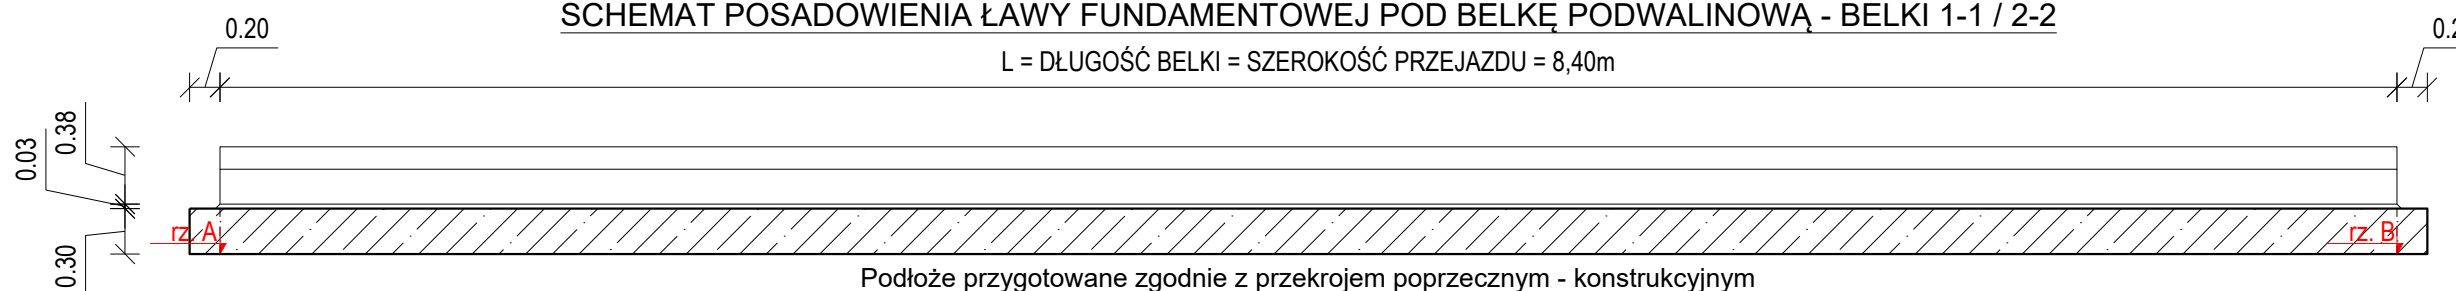 SCHEMAT POSADOWIENIA ŁAWY FUNDAMENTOWEJ POD BELKĘ PODWALINOWĄ - BELKI 1-1 / 2-2
0.20
L = DŁUGOŚĆ BELKI = SZEROKOŚĆ PRZEJAZDU = 8,40m
0.38
0.03
rz. A
rz. B
0.30
Podłoże przygotowane zgodnie z przekrojem poprzecznym - konstrukcyjnym